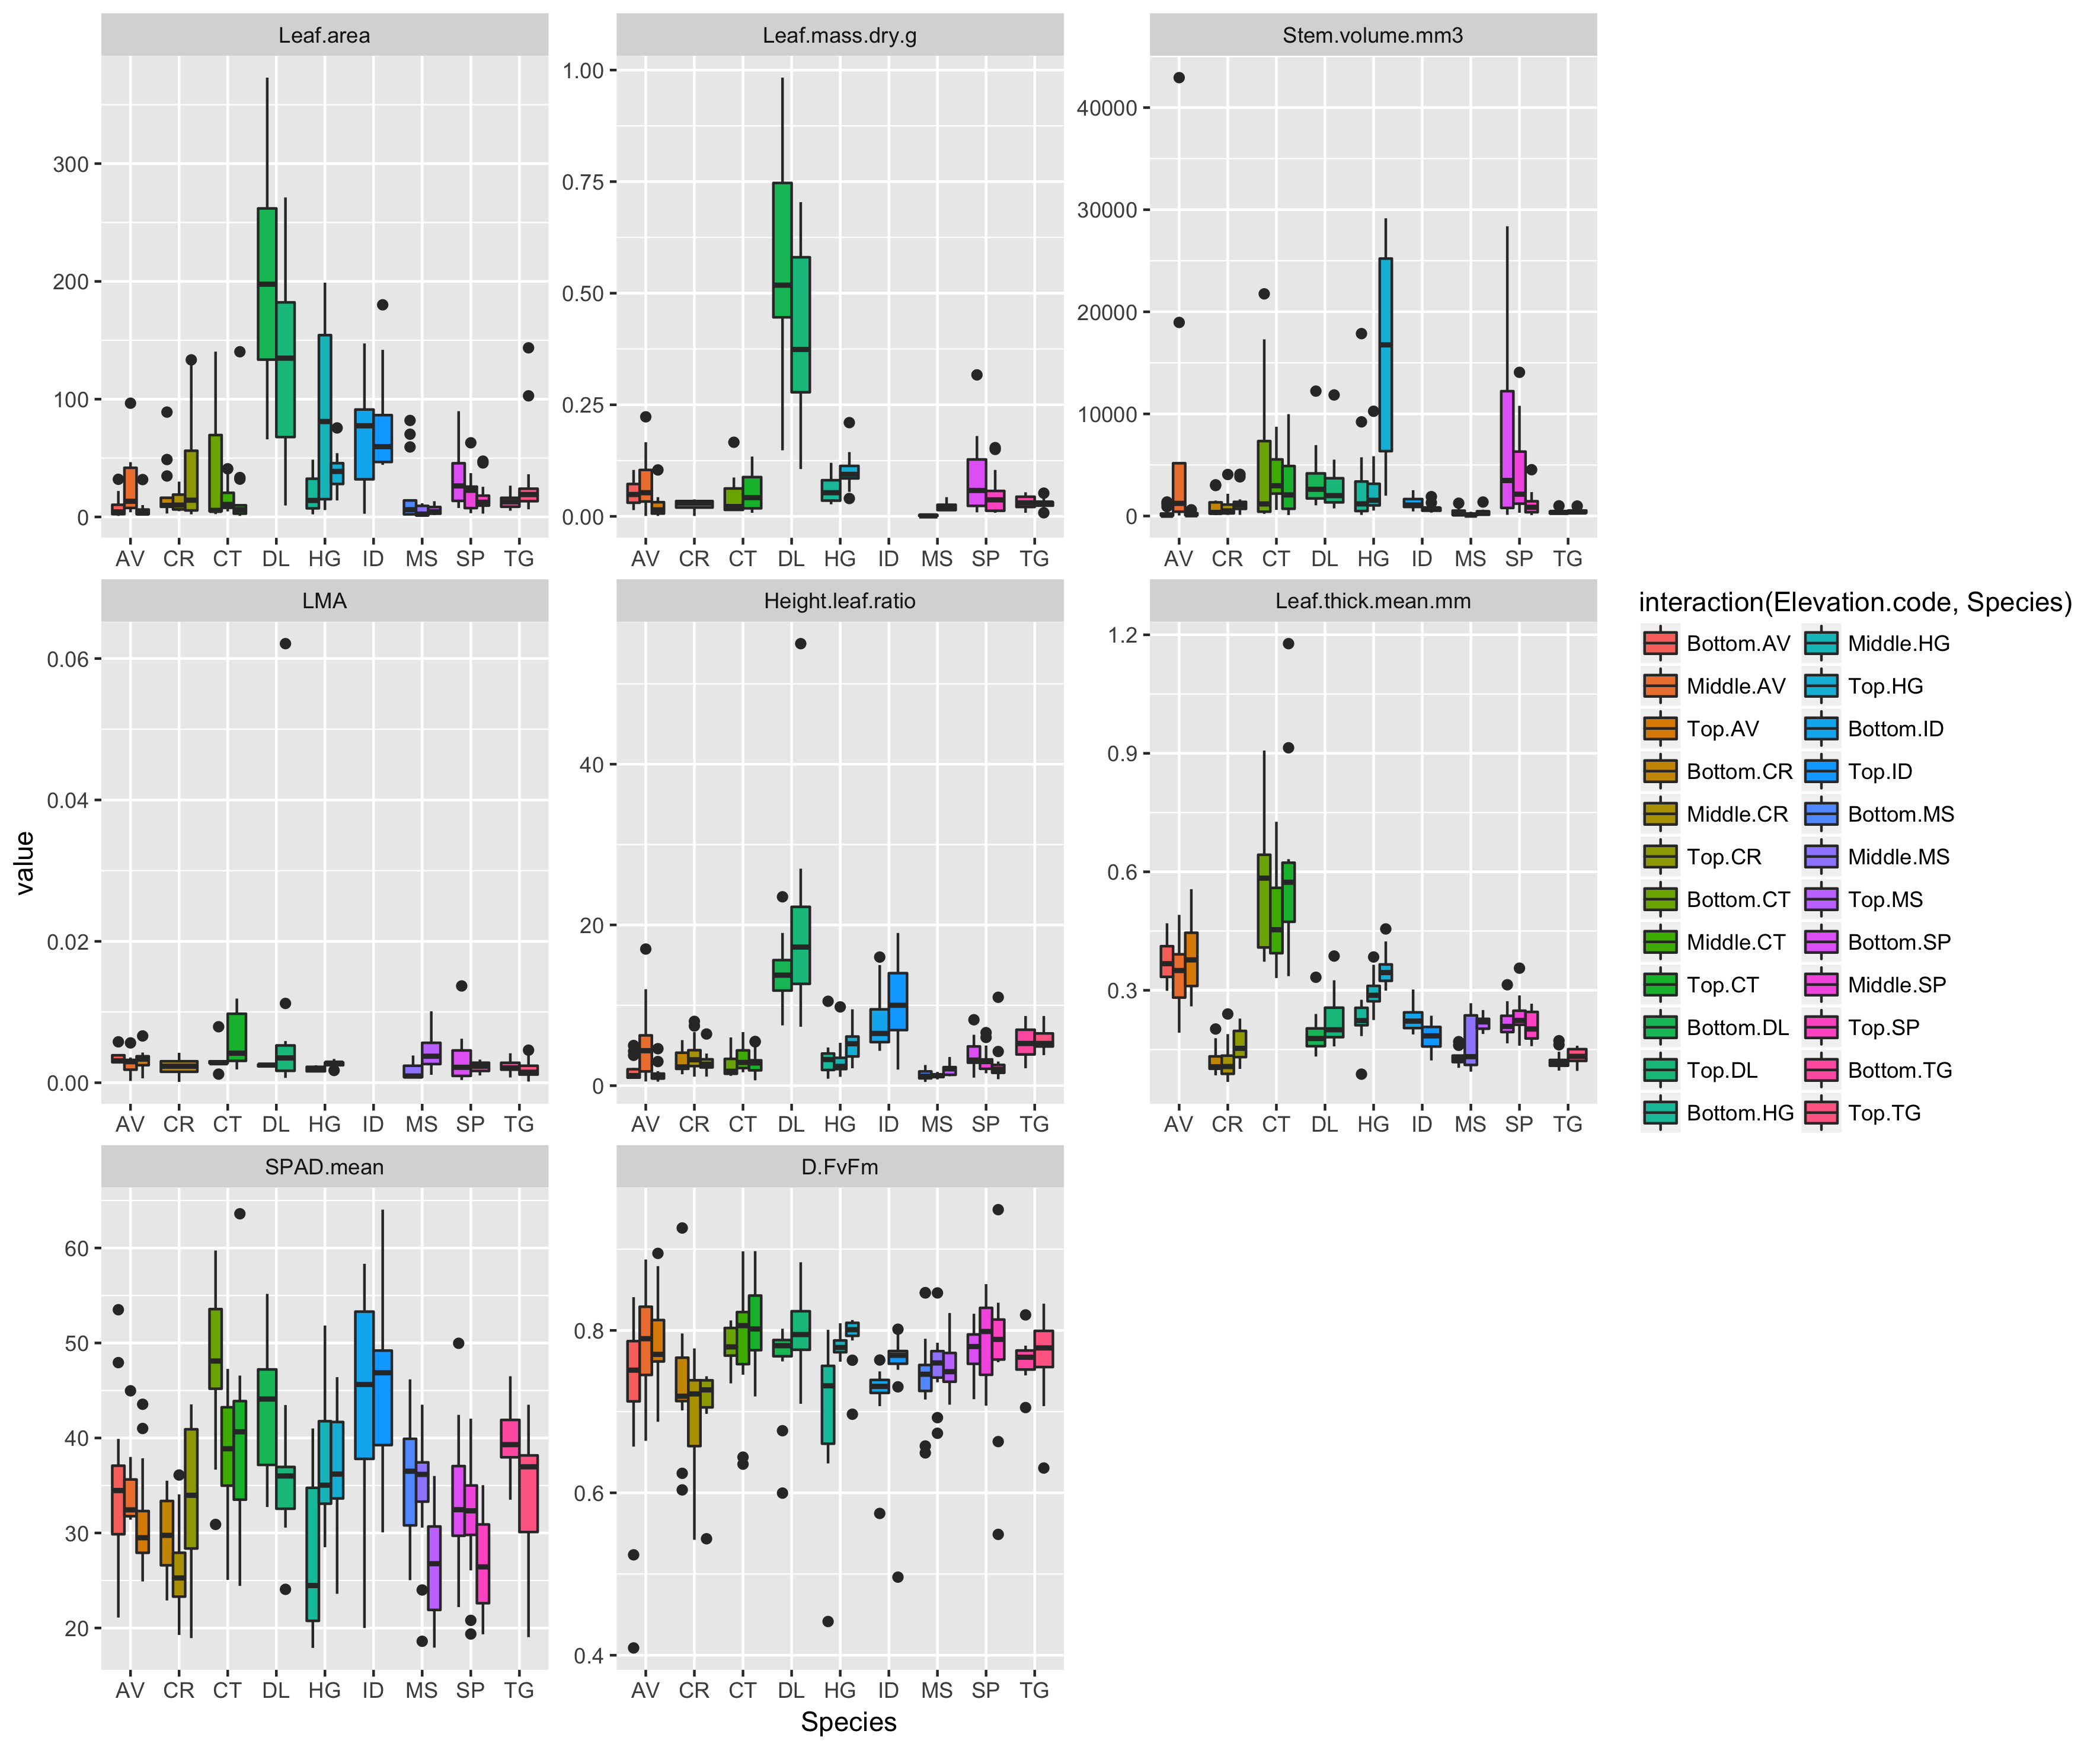 Leaf.area
Leaf.mass.dry.g
Stem.volume.mm3
300
200
100
0
1.00
0.75
0.50
0.25
0.00
40000
30000
20000
10000
0
AV CR CT DL HG ID MS SP TG
AV CR CT DL HG ID MS SP TG
AV CR CT DL HG ID MS SP TG
LMA
Height.leaf.ratio
Leaf.thick.mean.mm
0.06
0.04
0.02
0.00
40
20
0
1.2
0.9
0.6
0.3
AV CR CT DL HG ID MS SP TG
AV CR CT DL HG ID MS SP TG
AV CR CT DL HG ID MS SP TG
value
SPAD.mean
D.FvFm
60
50
40
30
20
0.8
0.6
0.4
AV CR CT DL HG ID MS SP TG
AV CR CT DL HG ID MS SP TG
Species
interaction(Elevation.code, Species)
Bottom.AV
Middle.AV
Top.AV
Bottom.CR
Middle.CR
Top.CR
Bottom.CT
Middle.CT
Top.CT
Bottom.DL
Top.DL
Bottom.HG
Middle.HG
Top.HG
Bottom.ID
Top.ID
Bottom.MS
Middle.MS
Top.MS
Bottom.SP
Middle.SP
Top.SP
Bottom.TG
Top.TG